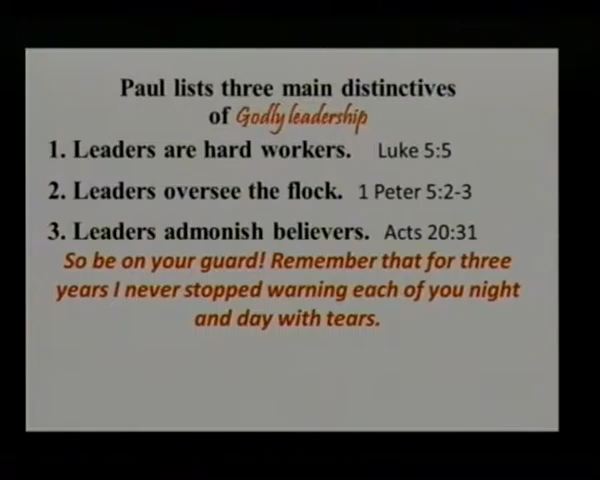 Paul lists three main distinctives
of Godly leadership
1. Leaders are hard workers. Luke 5:5
2. Leaders oversee the flock. 1 Peter 5:2-3
3. Leaders admonish believers. Acts 20:31
So be on your guard! Remember that for three
years I never stopped warning each of you night
and day with tears.